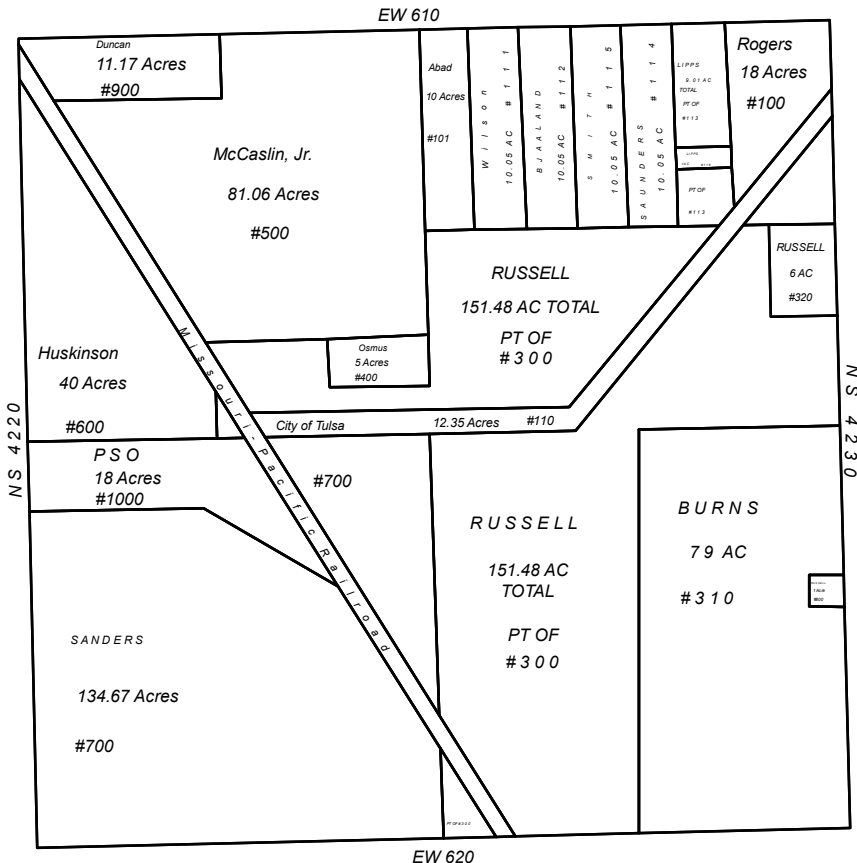 EW 610
Duncan
11.17 Acres
#900
McCaslin, Jr.
81.06 Acres
#500
Abad
10 Acres
#101
Wilson
10.05 AC #111
BJAALAND
10.05 AC #112
SMITH
10.05 AC #115
SAUNDERS
10.05 AC #114
LIPPS
9.01 AC
TOTAL
PT OF
#113
LIPPS
PT OF
#113
Rogers
18 Acres
#100
RUSSELL
151.48 AC TOTAL
PT OF
#300
RUSSELL
6 AC
#320
Osmus
5 Acres
#400
Huskinson
40 Acres
#600
NS 4220
NS 4230
Missouri-Pacific Railroad
City of Tulsa 12.35 Acres #110
PSO
18 Acres
#1000
#700
RUSSELL
151.48 AC
TOTAL
PT OF
#300
BURNS
79 AC
#310
SANDERS
134.67 Acres
#700
PT OF #300
EW 620